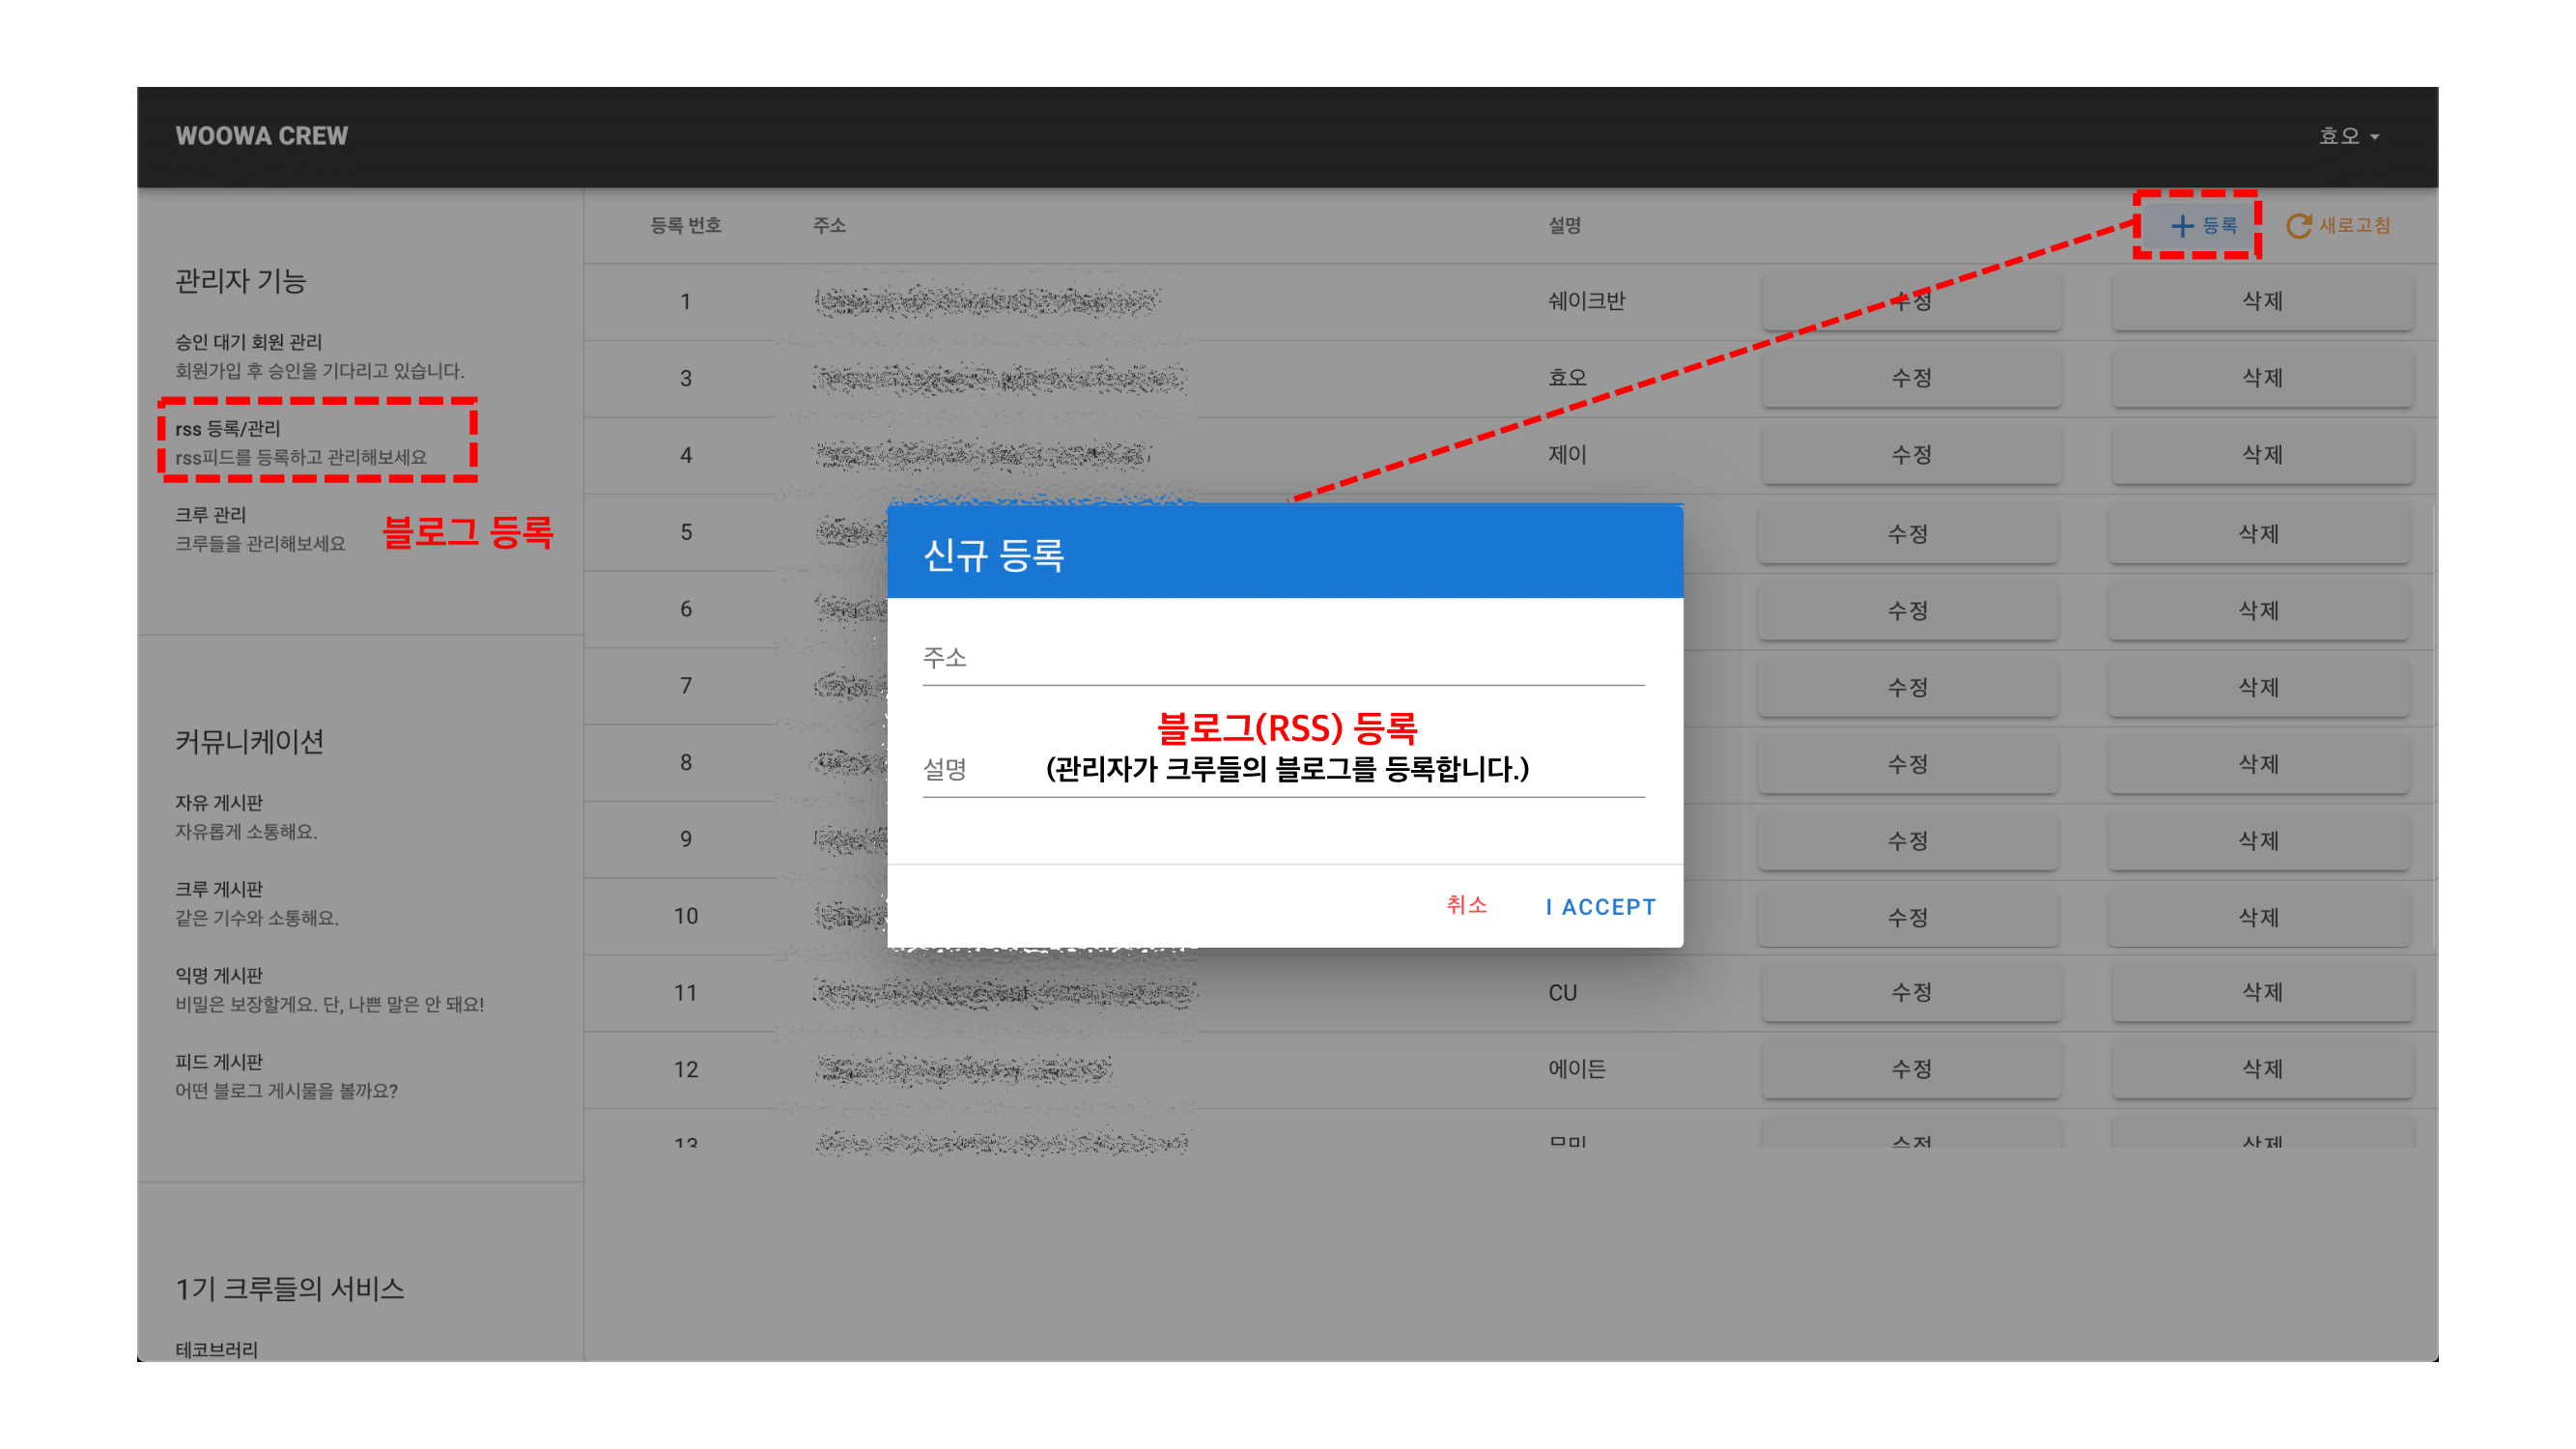 WOOWA CREW
효오
관리자 기능
승인 대기 회원 관리
회원가입 후 승인을 기다리고 있습니다.
rss 등록/관리
rss피드를 등록하고 관리해보세요
크루 관리
크루들을 관리해보세요
블로그 등록
커뮤니케이션
자유 게시판
자유롭게 소통해요.
크루 게시판
같은 기수와 소통해요.
익명 게시판
비밀은 보장할게요. 단, 나쁜 말은 안 돼요!
피드 게시판
어떤 블로그 게시물을 볼까요?
1기 크루들의 서비스
테코브러리
등록 번호 주소 설명 + 등록 새로고침
1 쉐이크반 수정 삭제
3 효오 수정 삭제
4 제이 수정 삭제
5 수정 삭제
6 수정 삭제
7 수정 삭제
8 수정 삭제
9 수정 삭제
10 수정 삭제
11 CU 수정 삭제
12 에이든 수정 삭제
13 수정 삭제
신규 등록
주소
블로그(RSS) 등록
설명 (관리자가 크루들의 블로그를 등록합니다.)
취소 I ACCEPT